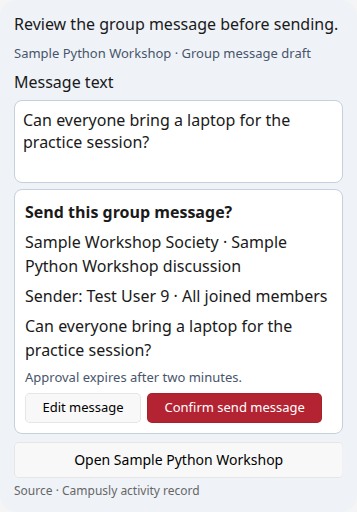 Review the group message before sending.
Sample Python Workshop · Group message draft
Message text
Can everyone bring a laptop for the
practice session?
Send this group message?
Sample Workshop Society · Sample
Python Workshop discussion
Sender: Test User 9 · All joined members
Can everyone bring a laptop for the
practice session?
Approval expires after two minutes.
Edit message
Confirm send message
Open Sample Python Workshop
Source · Campusly activity record